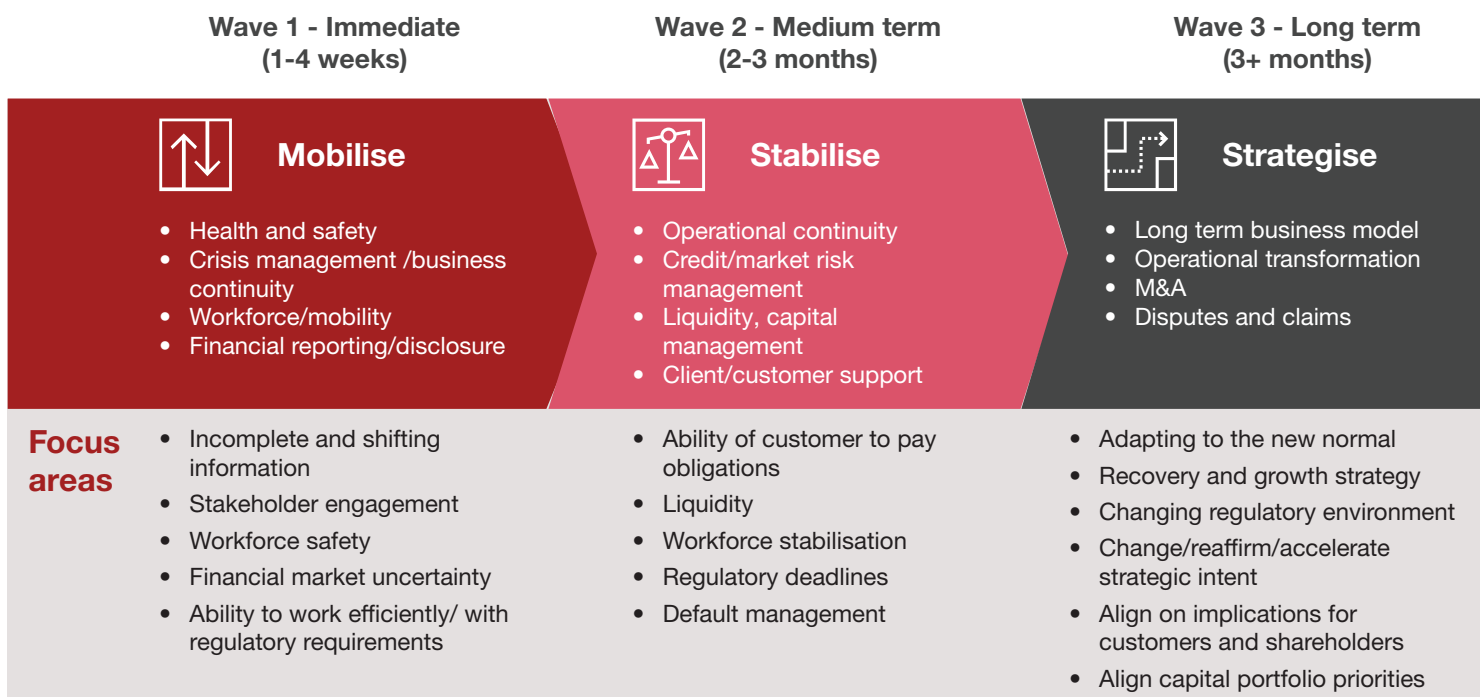 Wave 1 - Immediate
(1-4 weeks)
Wave 2 - Medium term
(2-3 months)
Wave 3 - Long term
(3+ months)
Mobilise
• Health and safety
• Crisis management /business
continuity
• Workforce/mobility
• Financial reporting/disclosure
Stabilise
• Operational continuity
• Credit/market risk
management
• Liquidity, capital
management
• Client/customer support
Strategise
• Long term business model
• Operational transformation
• M&A
• Disputes and claims
Focus
areas
• Incomplete and shifting
information
• Stakeholder engagement
• Workforce safety
• Financial market uncertainty
• Ability to work efficiently/ with
regulatory requirements
• Ability of customer to pay
obligations
• Liquidity
• Workforce stabilisation
• Regulatory deadlines
• Default management
• Adapting to the new normal
• Recovery and growth strategy
• Changing regulatory environment
• Change/reaffirm/accelerate
strategic intent
• Align on implications for
customers and shareholders
• Align capital portfolio priorities